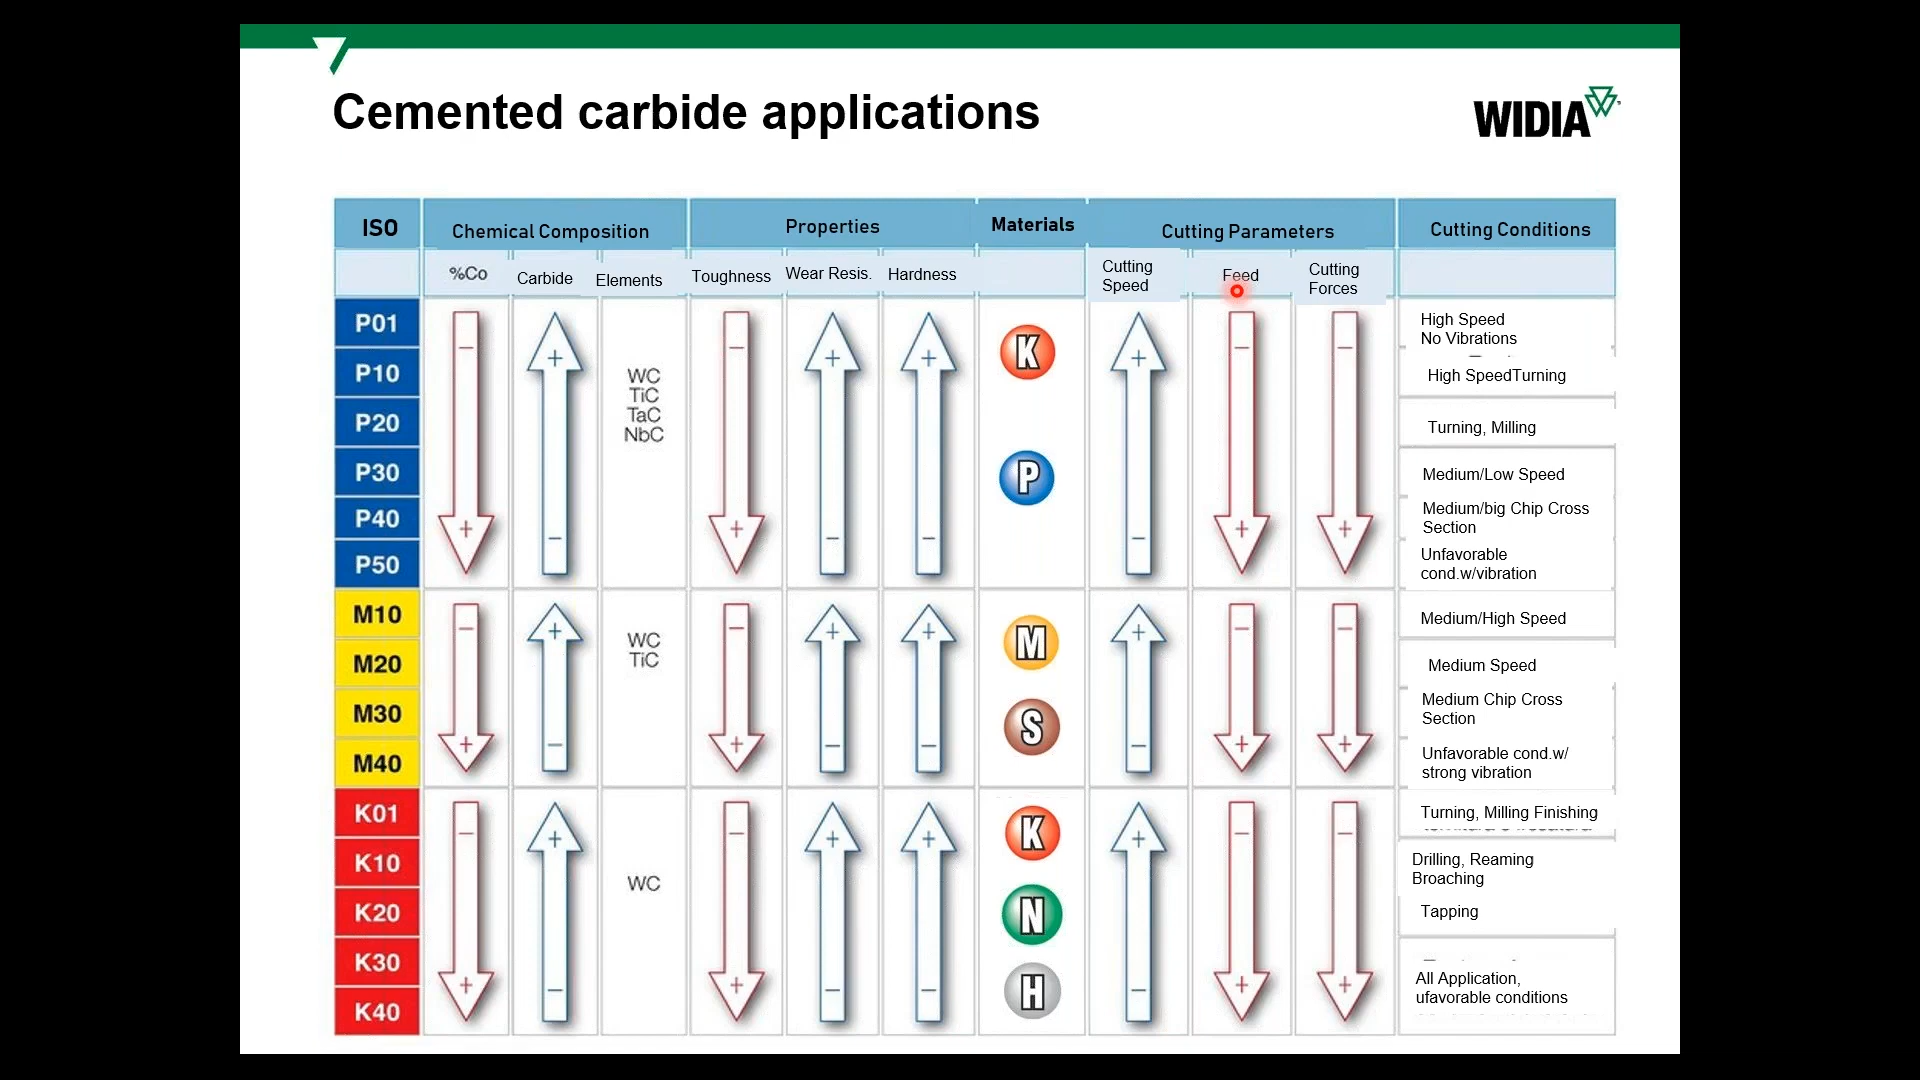 Cemented carbide applications
WIDIA
ISO
Chemical Composition
Properties
Materials
Cutting Parameters
Cutting Conditions
%Co
Carbide
Elements
Toughness
Wear Resis.
Hardness
Cutting
Speed
Feed
Cutting
Forces
P01
P10
P20
P30
P40
P50
− +
+ −
WC
TiC
TaC
NbC
− +
+ −
+ −
K
P
+ −
− +
− +
High Speed
No Vibrations
High SpeedTurning
Turning, Milling
Medium/Low Speed
Medium/big Chip Cross
Section
Unfavorable
cond.w/vibration
M10
M20
M30
M40
− +
+ −
WC
TiC
− +
+ −
+ −
M
S
+ −
− +
− +
Medium/High Speed
Medium Speed
Medium Chip Cross
Section
Unfavorable cond.w/
strong vibration
K01
K10
K20
K30
K40
− +
+ −
WC
− +
+ −
+ −
K
N
H
+ −
− +
− +
Turning, Milling Finishing
Drilling, Reaming
Broaching
Tapping
All Application,
ufavorable conditions